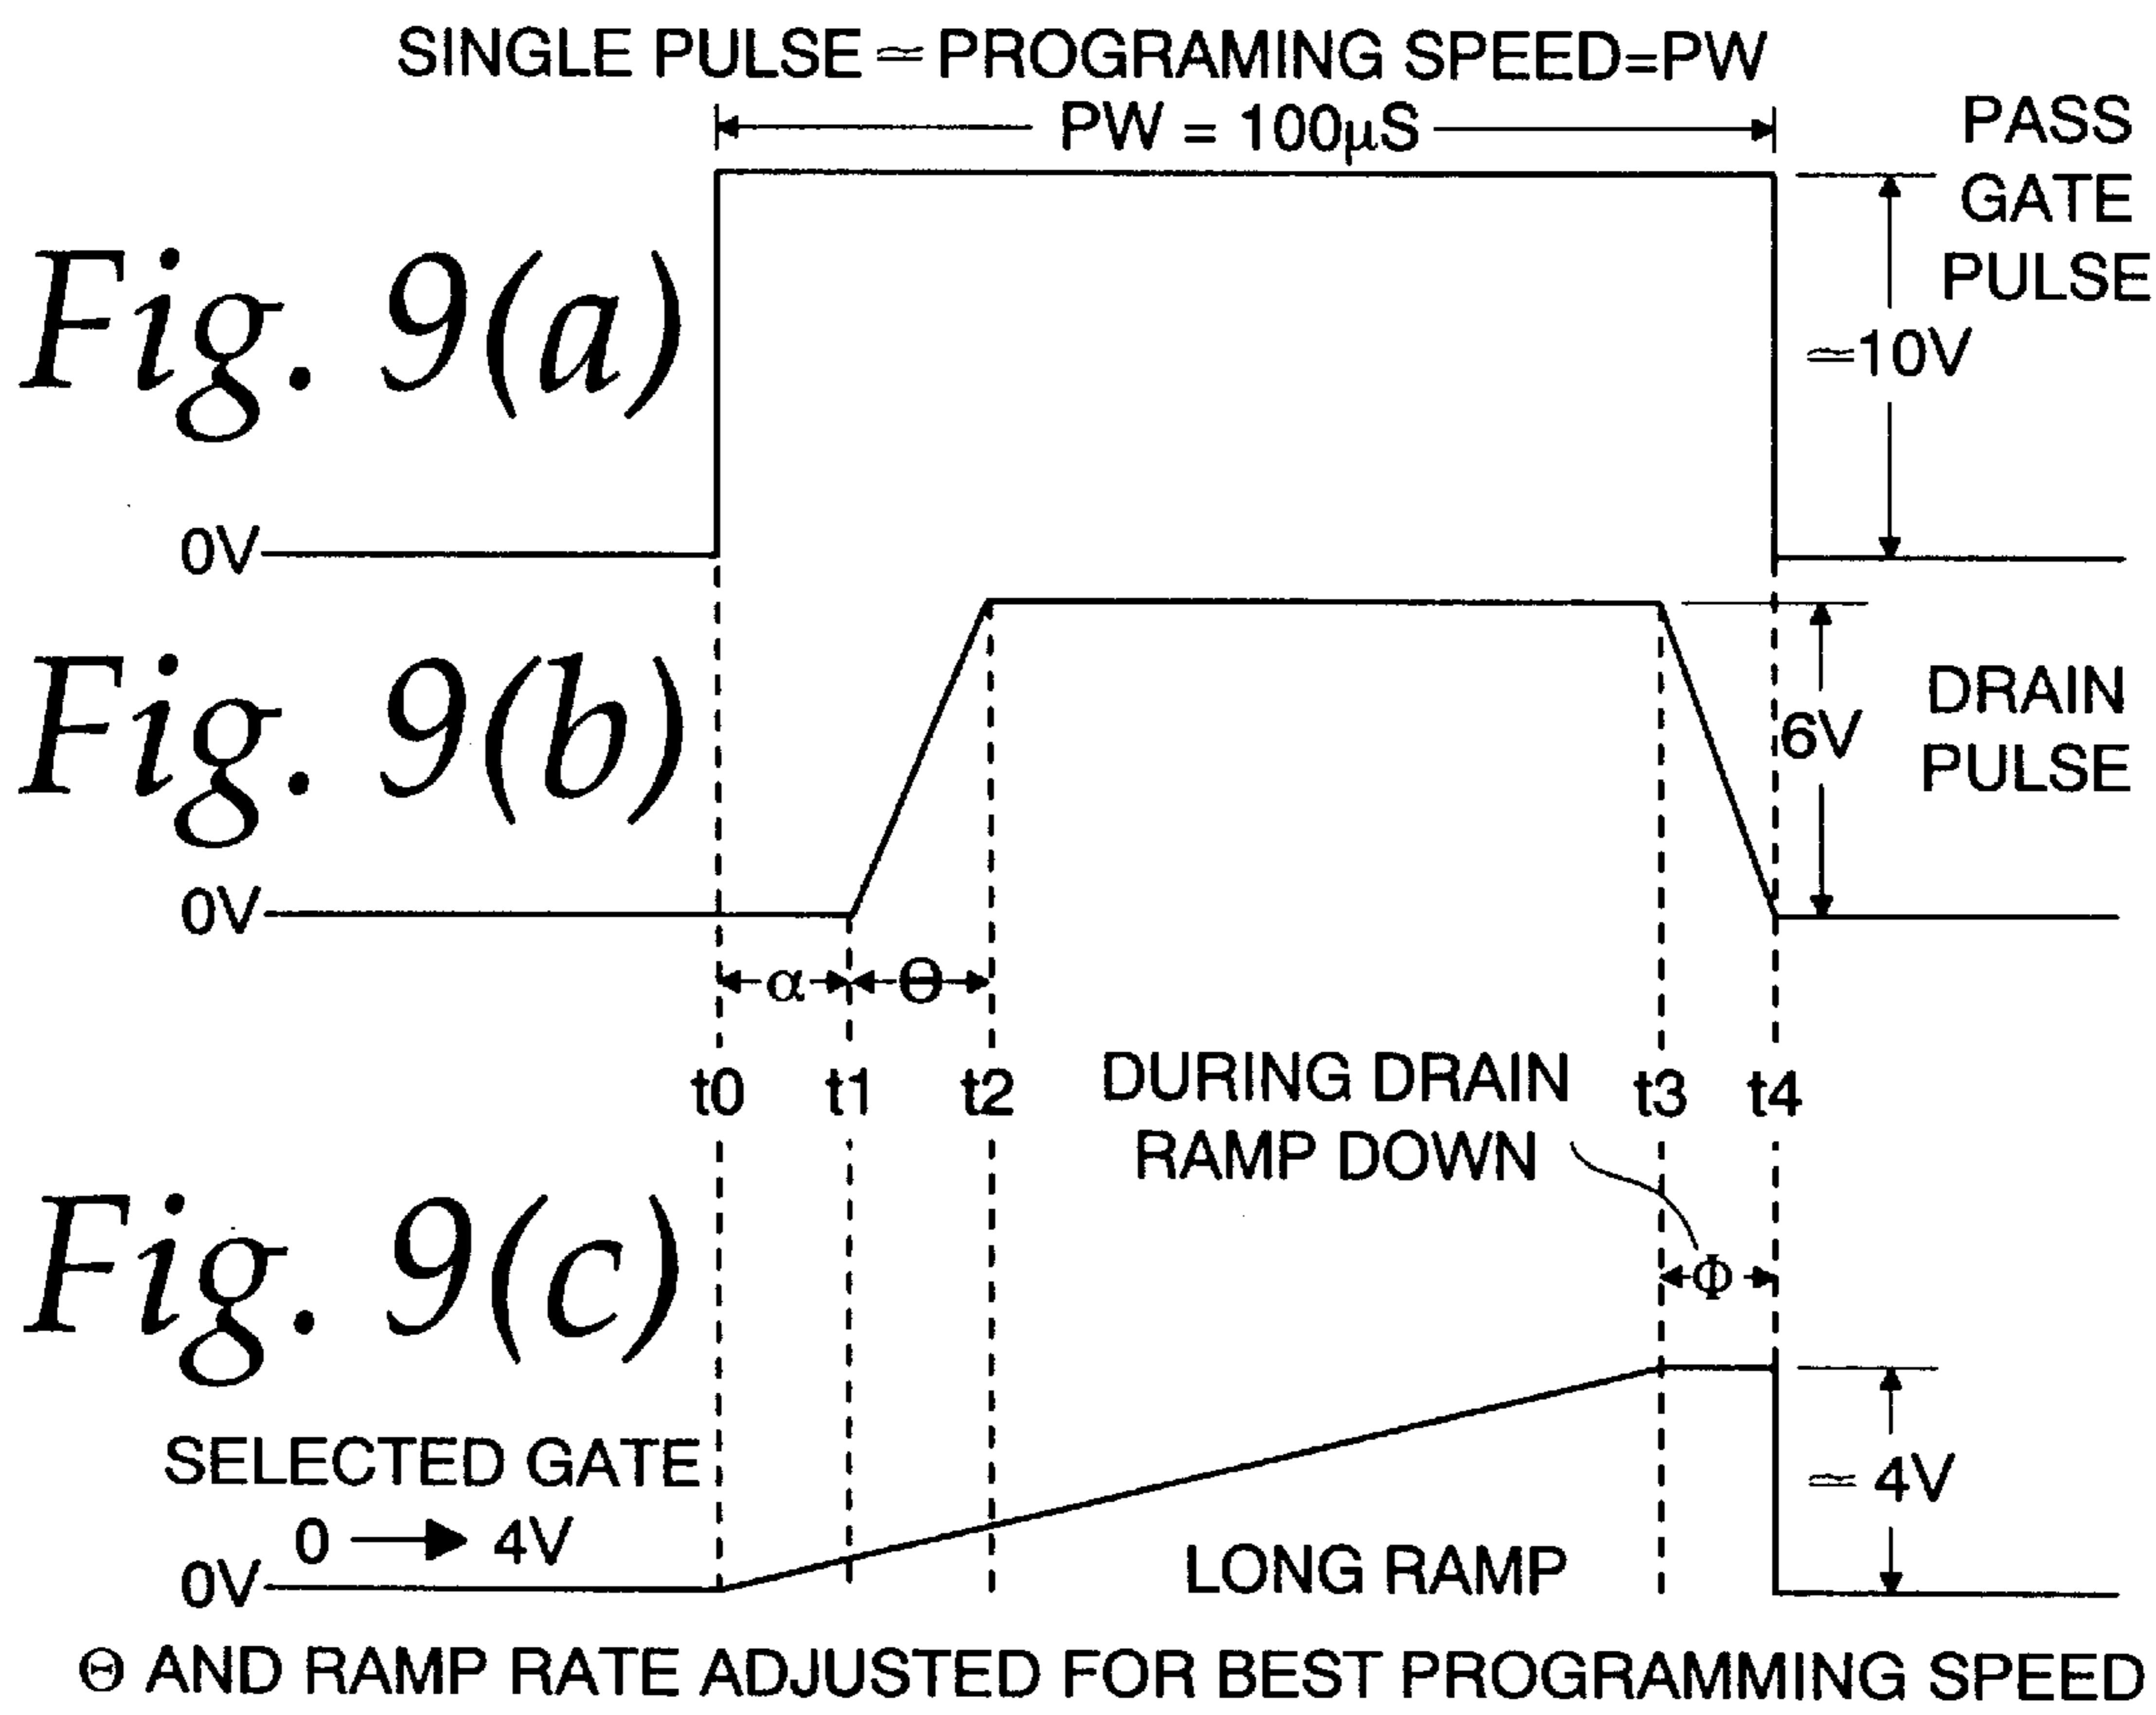 SINGLE PULSE ≃ PROGRAMING SPEED=PW
PW = 100μS
PASS
GATE
PULSE
≃10V
Fig. 9(a)
0V
Fig. 9(b)
6V
DRAIN
PULSE
0V
α
Θ
t0
t1
t2
DURING DRAIN
RAMP DOWN
t3
t4
Fig. 9(c)
Φ
SELECTED GATE
0 → 4V
≃ 4V
0V
LONG RAMP
Θ AND RAMP RATE ADJUSTED FOR BEST PROGRAMMING SPEED